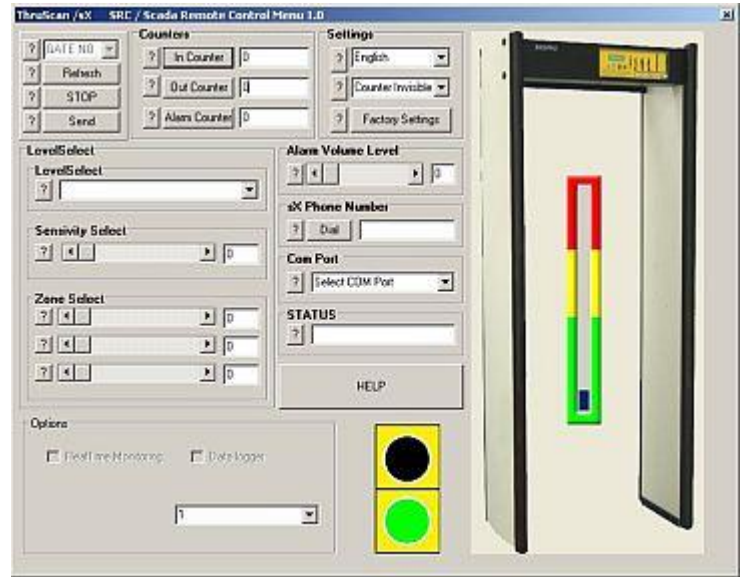 ThruScan /sX SRC / Scada Remote Control Menu 1.0
? GATE NO
? Refresh
? STOP
? Send
Counters
? In Counter 0
? Out Counter 0
? Alarm Counter 0
Settings
? English
? Counter Invisible
? Factory Settings
LevelSelect
LevelSelect
?
Sensivity Select
? 0
Zone Select
? 0
? 0
? 0
Alarm Volume Level
? 0
sX Phone Number
? Dial
Com Port
? Select COM Port
STATUS
?
HELP
Options
RealTime Monitoring Data logger
1